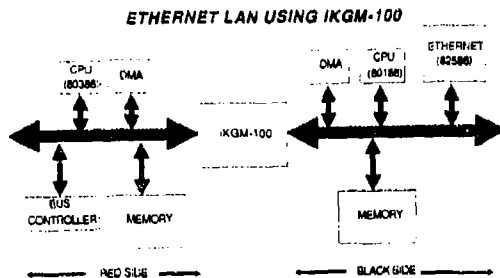 ETHERNET LAN USING IKGM-100
CPU
(80386)
DMA
DMA
CPU
(80186)
ETHERNET
(82586)
IKGM-100
BUS
CONTROLLER
MEMORY
MEMORY
RED SIDE
BLACK SIDE